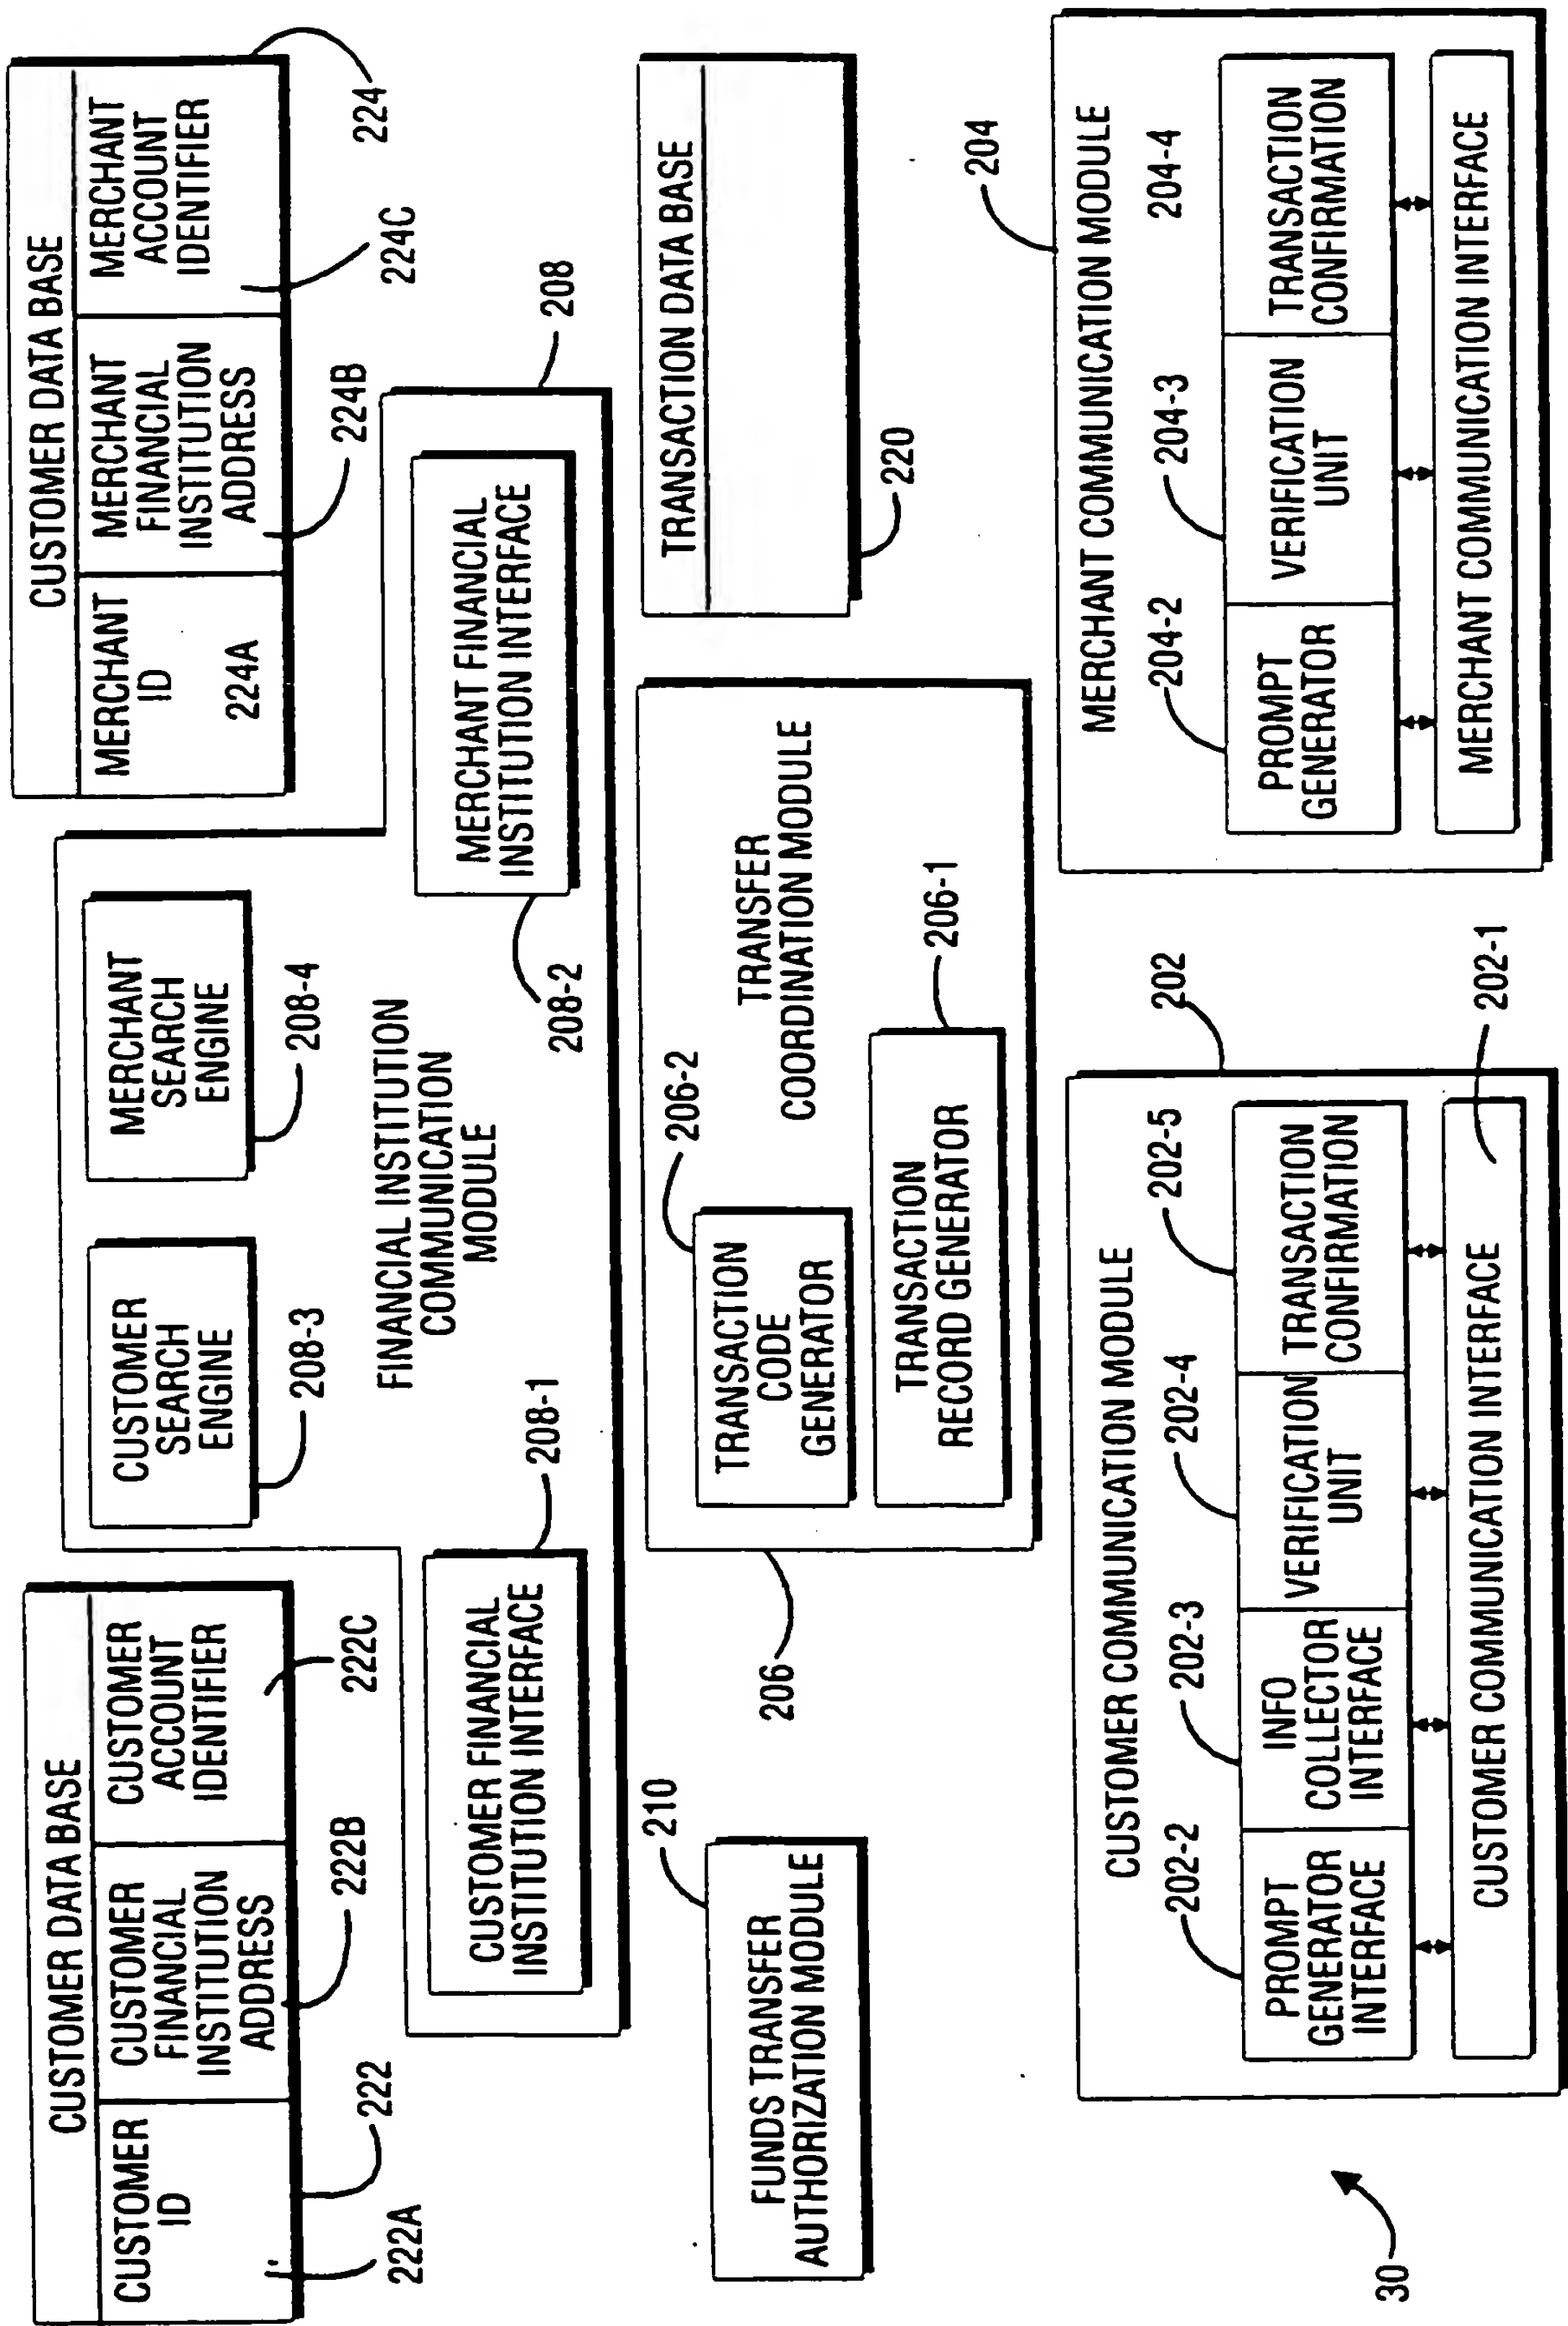 CUSTOMER DATA BASE
CUSTOMER
ID
CUSTOMER
FINANCIAL
INSTITUTION
ADDRESS
CUSTOMER
ACCOUNT
IDENTIFIER
222A
222
222B
222C
CUSTOMER DATA BASE
MERCHANT
ID
224A
MERCHANT
FINANCIAL
INSTITUTION
ADDRESS
MERCHANT
ACCOUNT
IDENTIFIER
224B
224C
224
CUSTOMER
SEARCH
ENGINE
208-3
MERCHANT
SEARCH
ENGINE
208-4
FINANCIAL INSTITUTION
COMMUNICATION
MODULE
CUSTOMER FINANCIAL
INSTITUTION INTERFACE
208-1
MERCHANT FINANCIAL
INSTITUTION INTERFACE
208-2
208
210
FUNDS TRANSFER
AUTHORIZATION MODULE
206
TRANSACTION
CODE
GENERATOR
206-2
TRANSFER
COORDINATION MODULE
TRANSACTION
RECORD GENERATOR
206-1
TRANSACTION DATA BASE
220
30
CUSTOMER COMMUNICATION MODULE
202
202-2
202-3
202-4
202-5
PROMPT
GENERATOR
INTERFACE
INFO
COLLECTOR
INTERFACE
VERIFICATION
UNIT
TRANSACTION
CONFIRMATION
CUSTOMER COMMUNICATION INTERFACE
202-1
MERCHANT COMMUNICATION MODULE
204
204-2
204-3
204-4
PROMPT
GENERATOR
VERIFICATION
UNIT
TRANSACTION
CONFIRMATION
MERCHANT COMMUNICATION INTERFACE